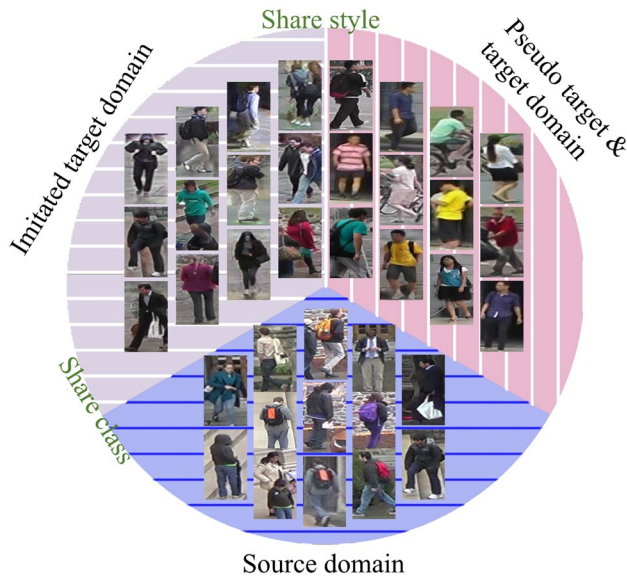 Share style
Imitated target domain
Pseudo target &
target domain
Share class
Source domain